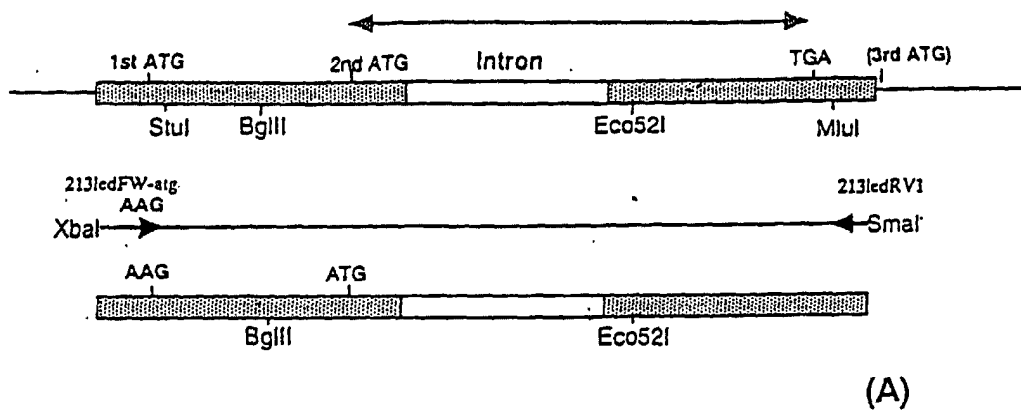 1st ATG 2nd ATG Intron TGA (3rd ATG)
StuI BglII Eco52I MluI
213ledFW-atg 213ledRV1
AAG
XbaI SmaI
AAG ATG
BglII Eco52I
(A)